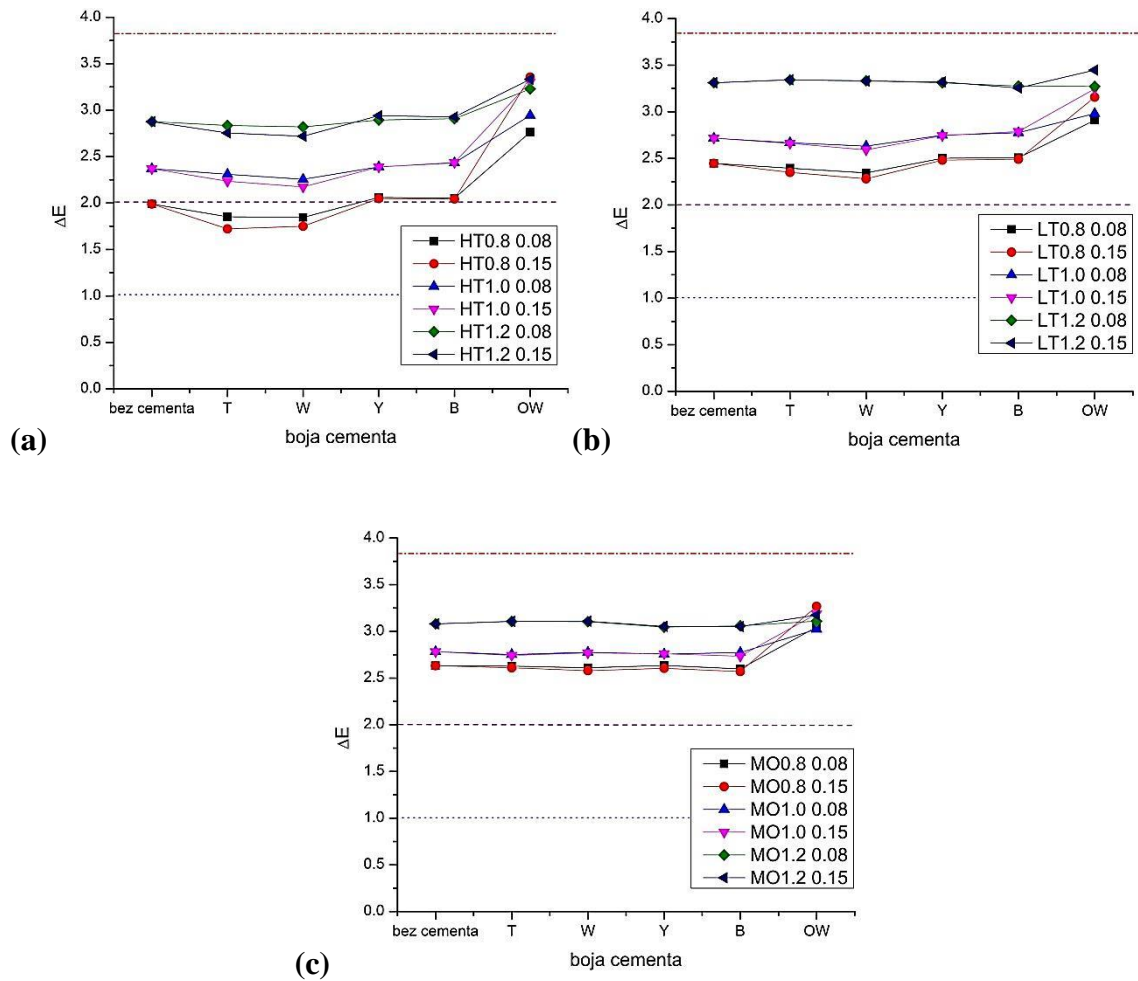 4.0
3.5
3.0
2.5
2.0
1.5
1.0
0.5
0.0
ΔE
HT0.8 0.08
HT0.8 0.15
HT1.0 0.08
HT1.0 0.15
HT1.2 0.08
HT1.2 0.15
bez cementa T W Y B OW
boja cementa
(a)
4.0
3.5
3.0
2.5
2.0
1.5
1.0
0.5
0.0
ΔE
LT0.8 0.08
LT0.8 0.15
LT1.0 0.08
LT1.0 0.15
LT1.2 0.08
LT1.2 0.15
bez cementa T W Y B OW
boja cementa
(b)
4.0
3.5
3.0
2.5
2.0
1.5
1.0
0.5
0.0
ΔE
MO0.8 0.08
MO0.8 0.15
MO1.0 0.08
MO1.0 0.15
MO1.2 0.08
MO1.2 0.15
bez cementa T W Y B OW
boja cementa
(c)